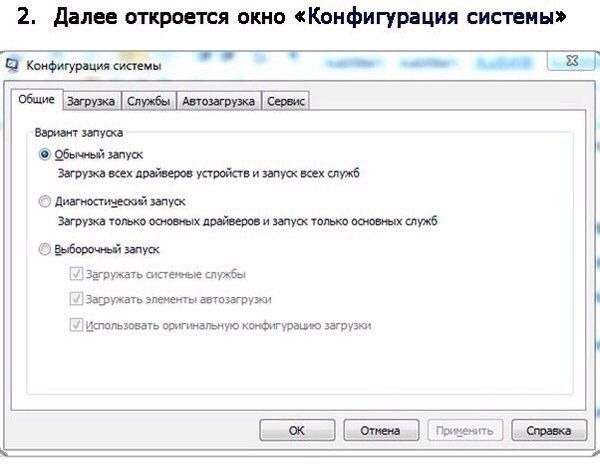 2. Далее откроется окно «Конфигурация системы»
Конфигурация системы
Общие Загрузка Службы Автозагрузка Сервис
Вариант запуска
Обычный запуск
Загрузка всех драйверов устройств и запуск всех служб
Диагностический запуск
Загрузка только основных драйверов и запуск только основных служб
Выборочный запуск
Загружать системные службы
Загружать элементы автозагрузки
Использовать оригинальную конфигурацию загрузки
ОК Отмена Применить Справка